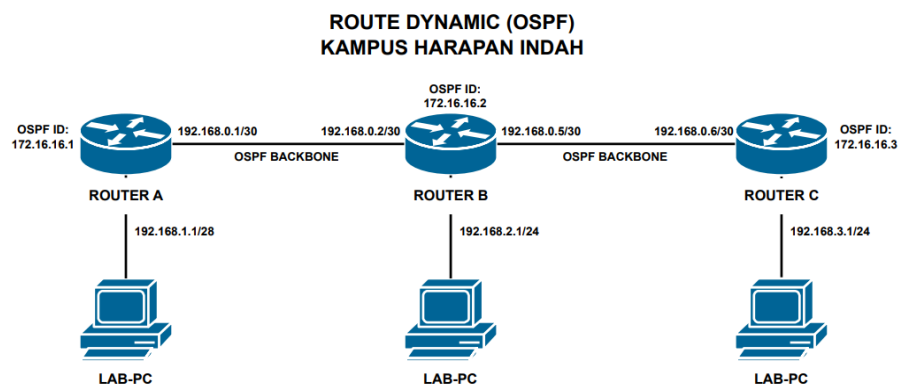 ROUTE DYNAMIC (OSPF)
KAMPUS HARAPAN INDAH
OSPF ID:
172.16.16.1
192.168.0.1/30
OSPF BACKBONE
192.168.0.2/30
OSPF ID:
172.16.16.2
192.168.0.5/30
OSPF BACKBONE
192.168.0.6/30
OSPF ID:
172.16.16.3
ROUTER A
ROUTER B
ROUTER C
192.168.1.1/28
192.168.2.1/24
192.168.3.1/24
LAB-PC
LAB-PC
LAB-PC